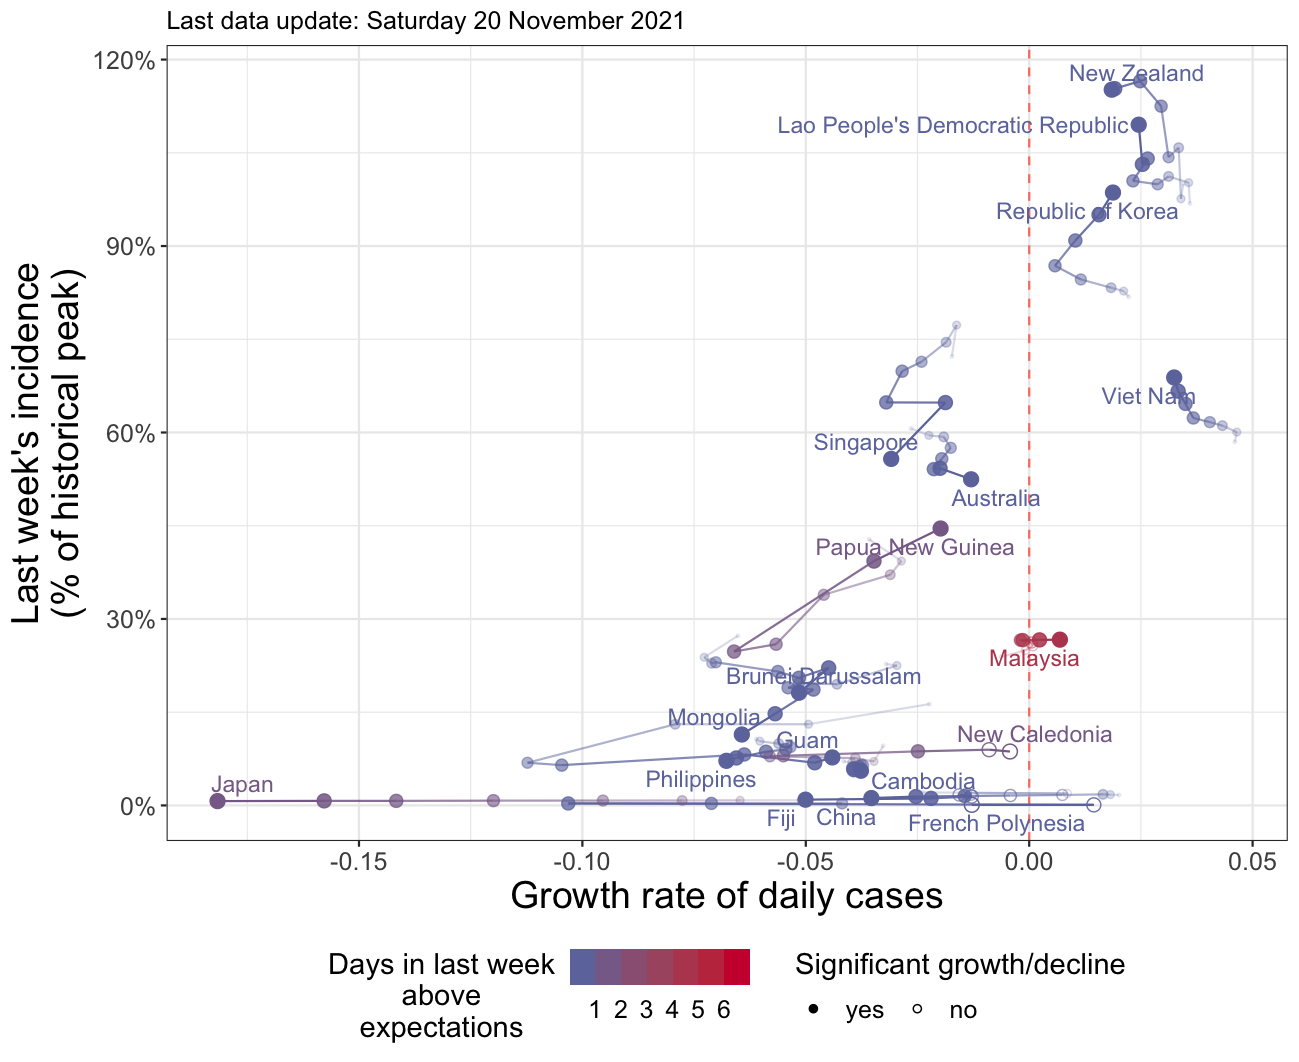 Last data update: Saturday 20 November 2021
120%
90%
60%
30%
0%
Last week's incidence
(% of historical peak)
New Zealand
Lao People's Democratic Republic
Republic of Korea
Viet Nam
Singapore
Australia
Papua New Guinea
Malaysia
Brunei Darussalam
Mongolia
New Caledonia
Guam
Philippines
Cambodia
Japan
Fiji
China
French Polynesia
-0.15
-0.10
-0.05
0.00
0.05
Growth rate of daily cases
Days in last week
above
expectations
1 2 3 4 5 6
Significant growth/decline
yes
no